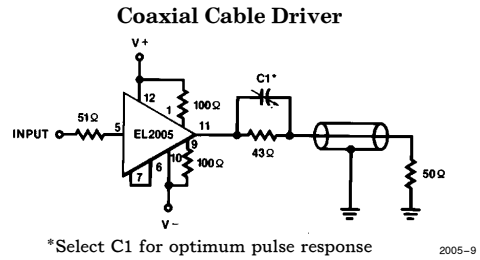 Coaxial Cable Driver
V+
C1*
12
1
100Ω
51Ω
INPUT
5
EL2005
11
9
43Ω
10
100Ω
6
7
50Ω
V−
*Select C1 for optimum pulse response
2005–9